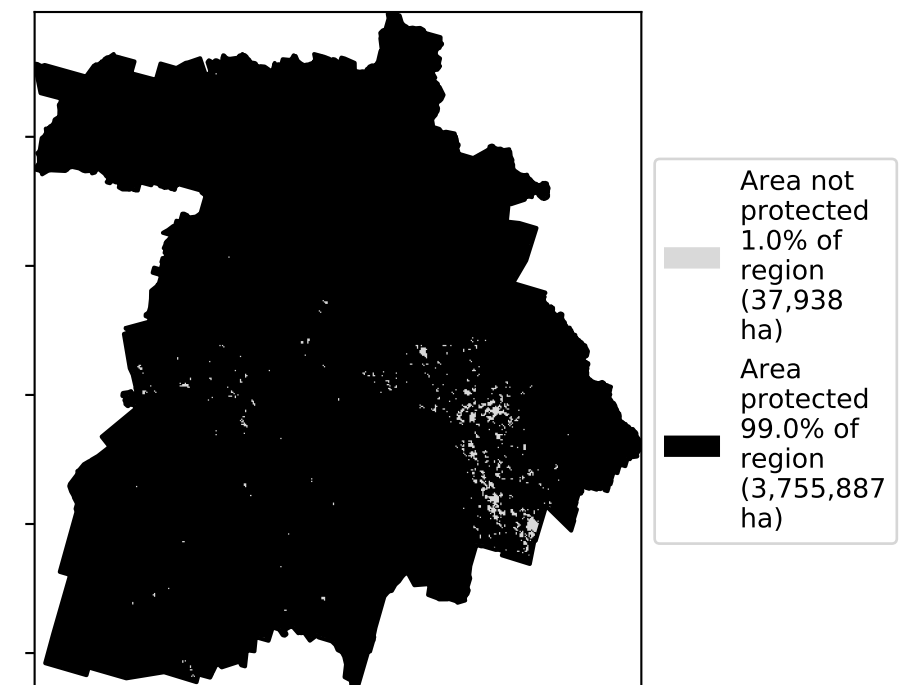 Area not
protected
1.0% of
region
(37,938
ha)
Area
protected
99.0% of
region
(3,755,887
ha)